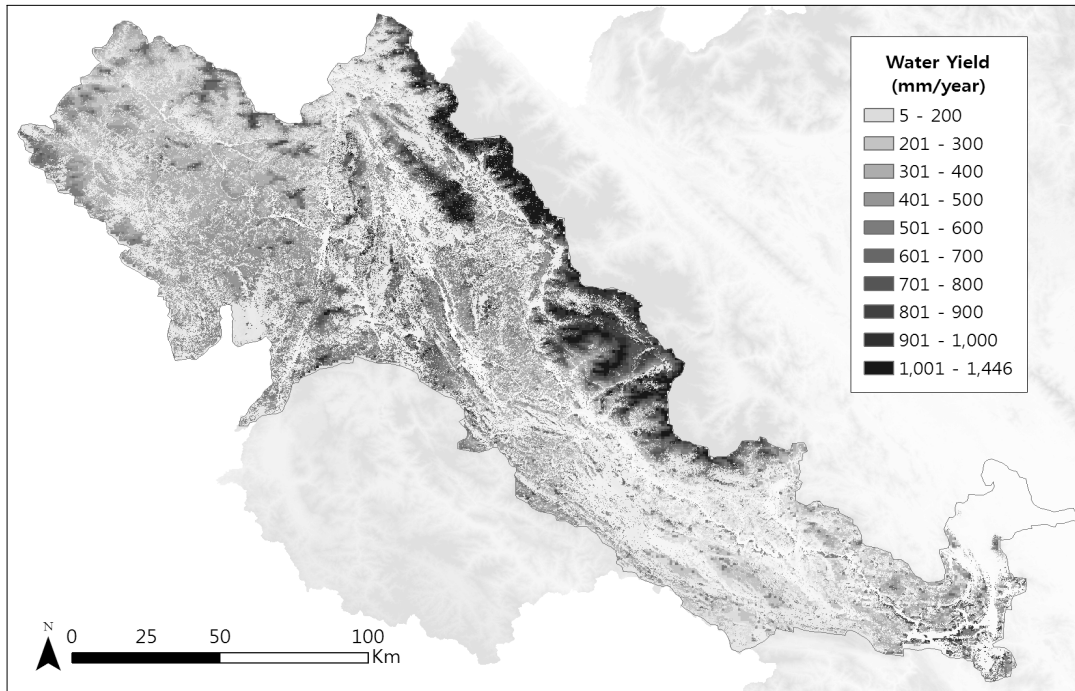 Water Yield
(mm/year)
5 - 200
201 - 300
301 - 400
401 - 500
501 - 600
601 - 700
701 - 800
801 - 900
901 - 1,000
1,001 - 1,446
N
0 25 50 100
Km